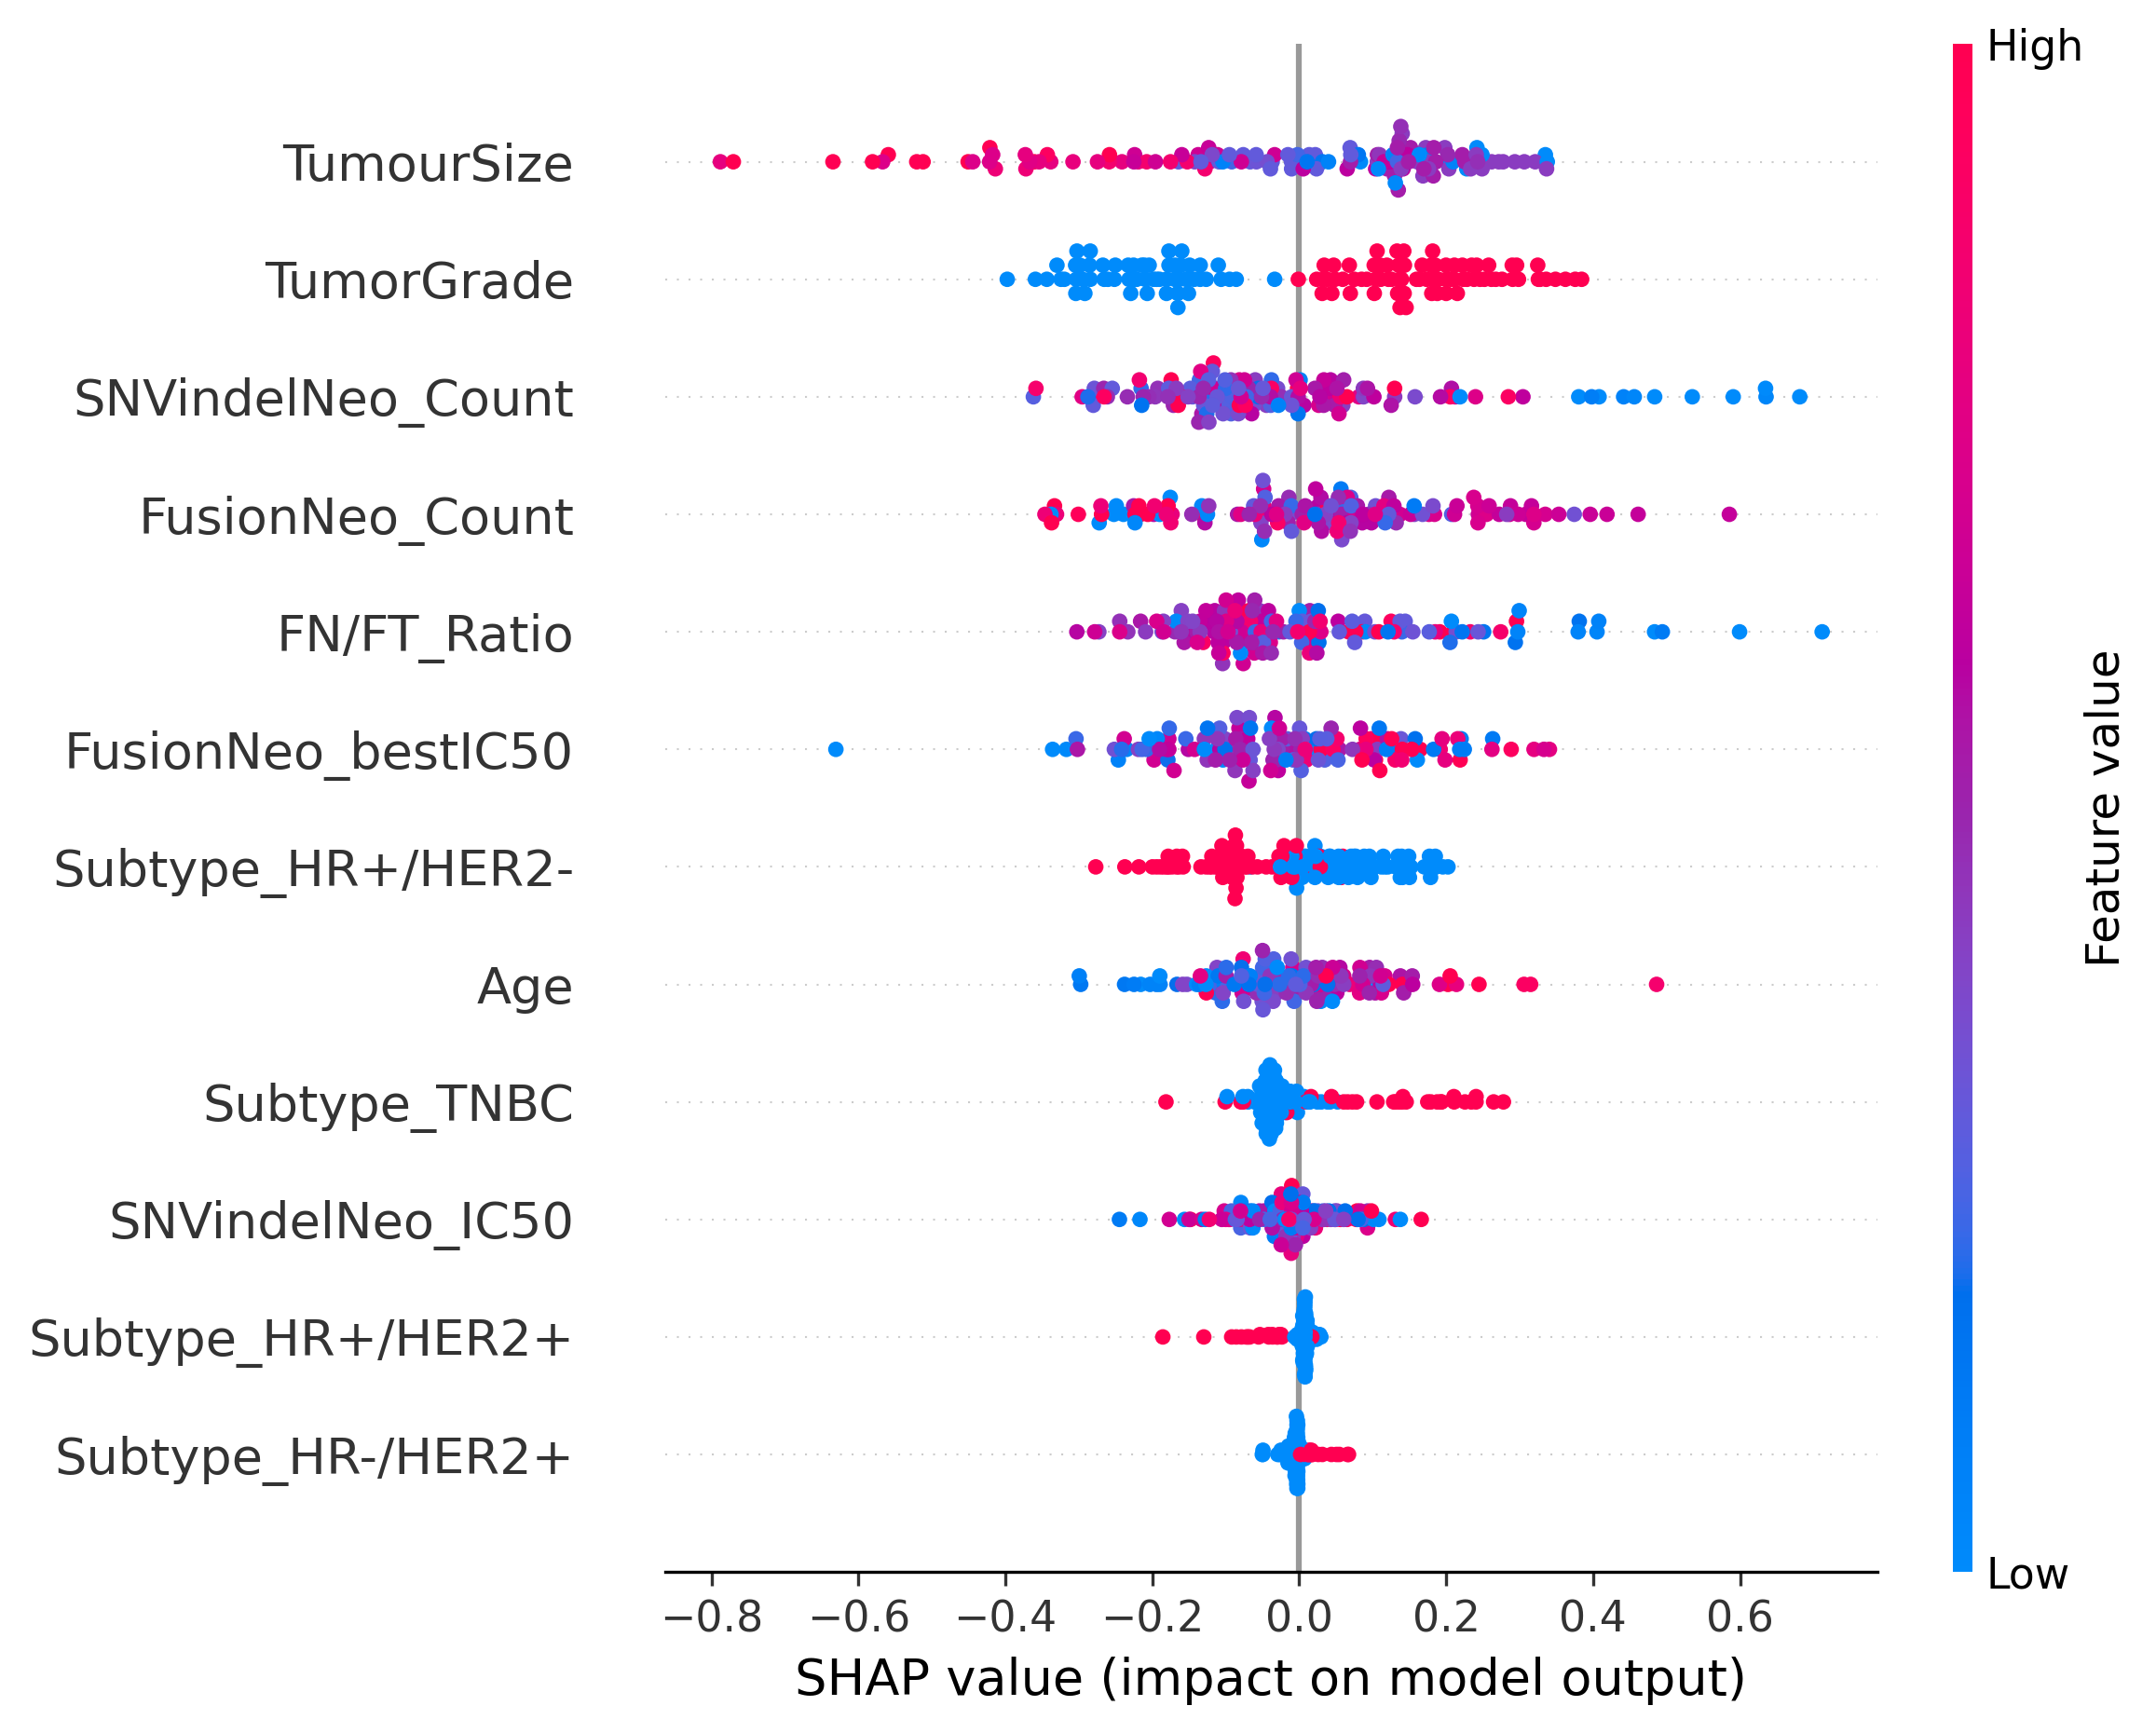 High
TumourSize
TumorGrade
SNVindelNeo_Count
FusionNeo_Count
FN/FT_Ratio
FusionNeo_bestIC50
Subtype_HR+/HER2-
Age
Subtype_TNBC
SNVindelNeo_IC50
Subtype_HR+/HER2+
Subtype_HR-/HER2+
Feature value
Low
−0.8 −0.6 −0.4 −0.2 0.0 0.2 0.4 0.6
SHAP value (impact on model output)